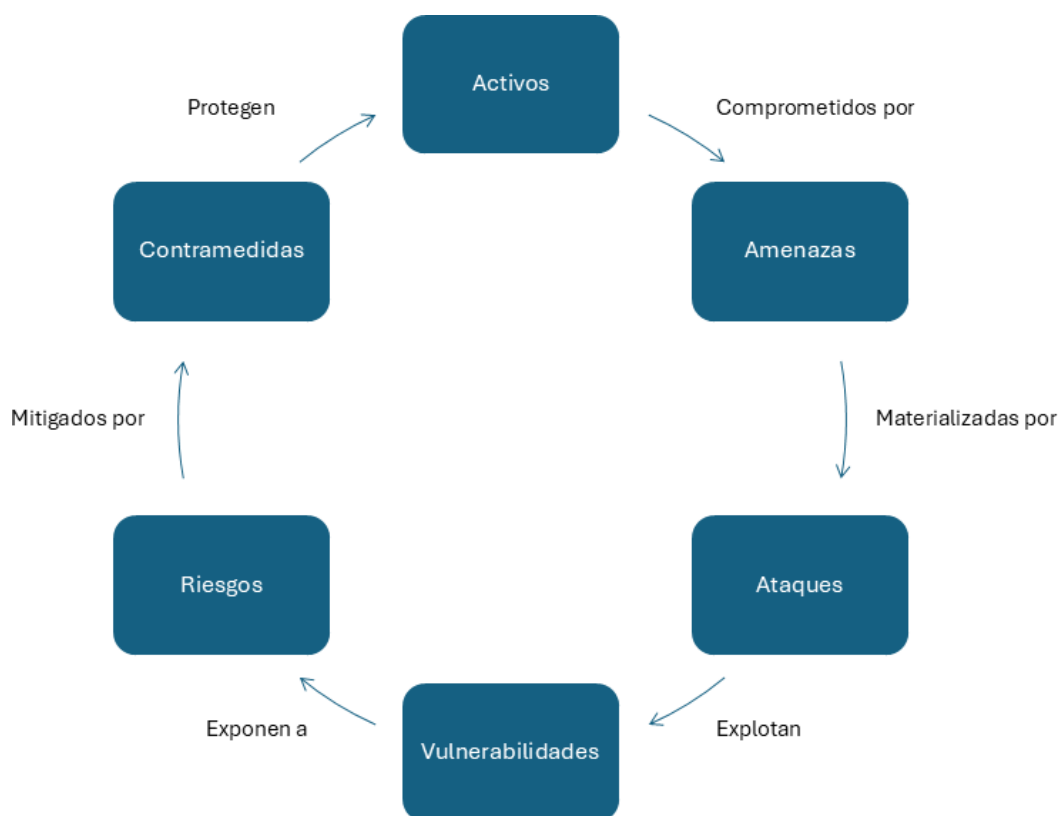 Activos
Protegen
Comprometidos por
Contramedidas
Amenazas
Mitigados por
Materializadas por
Riesgos
Ataques
Exponen a
Explotan
Vulnerabilidades